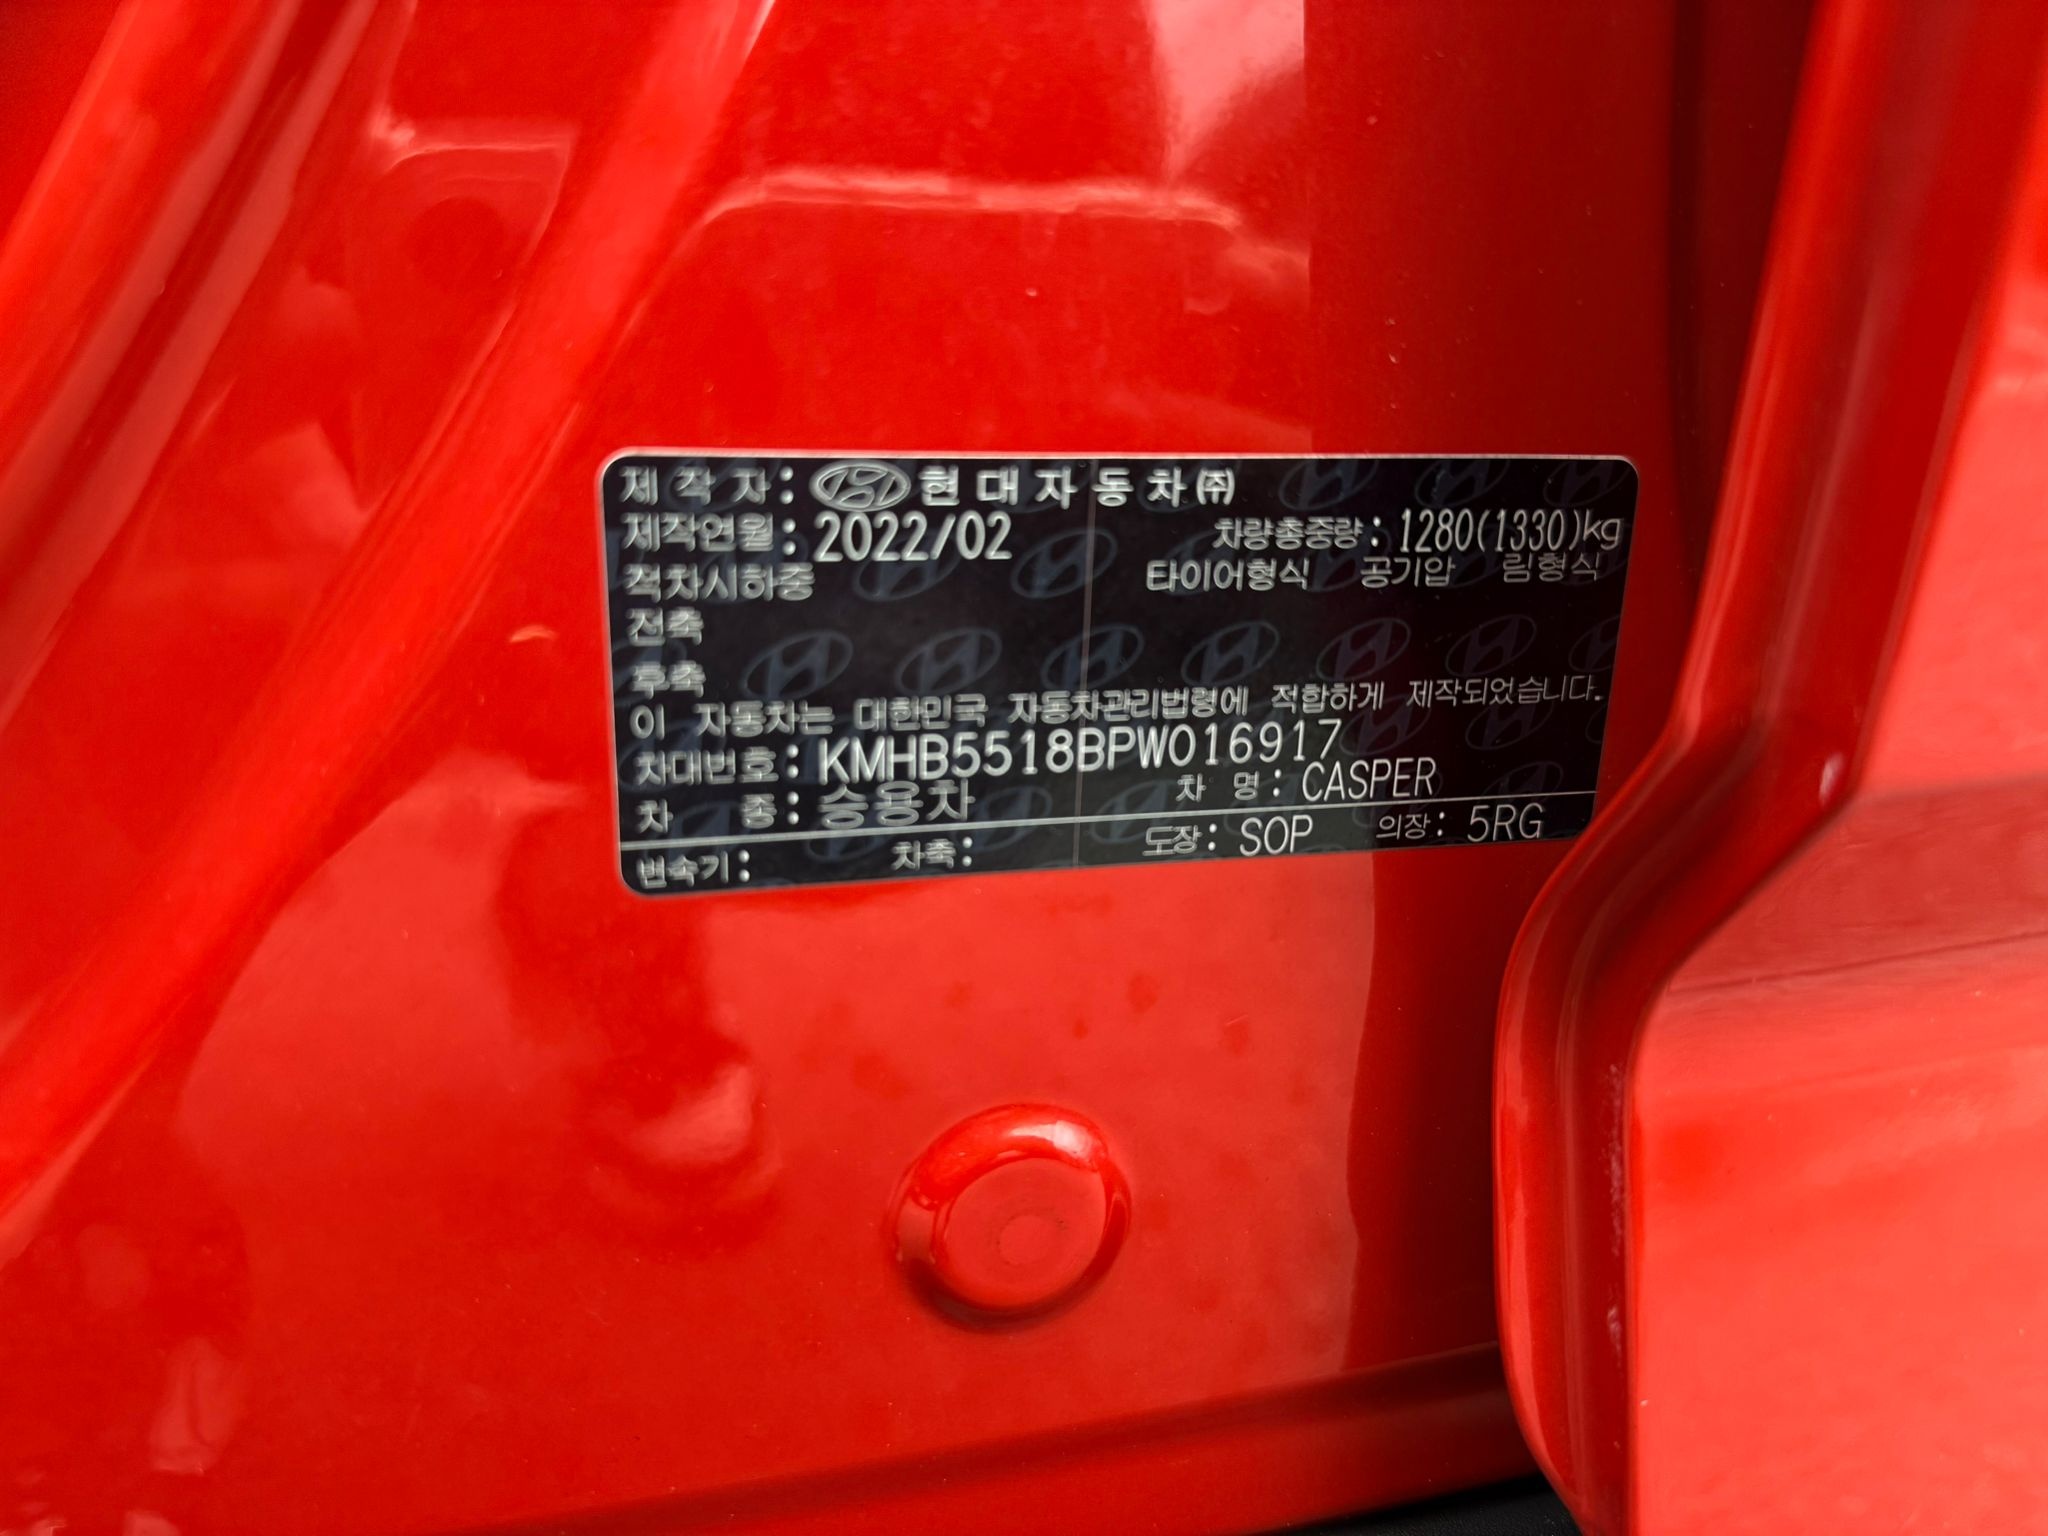 제작자: HYUNDAI 현대자동차㈜
제작연월: 2022/02 차량총중량: 1280(1330)kg
적차시하중 타이어형식 공기압 림형식
전축
후축
이 자동차는 대한민국 자동차관리법령에 적합하게 제작되었습니다.
차대번호: KMHB5518BPW016917
차종: 승용차 차명: CASPER
변속기: 차축: 도장: SOP 의장: 5RG